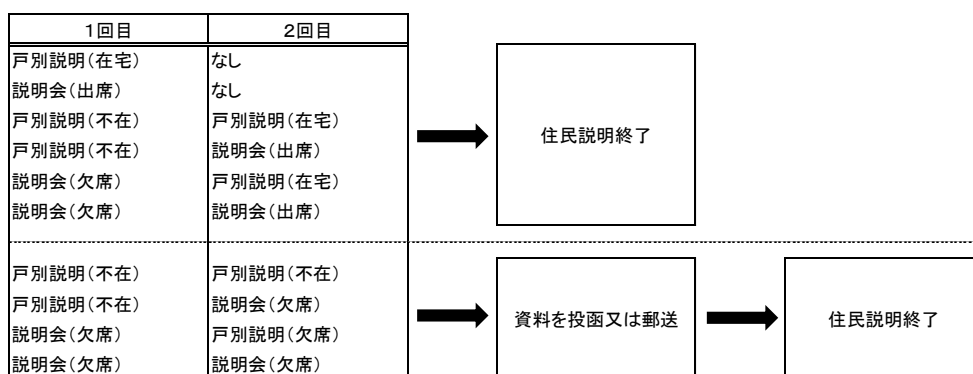 1回目 2回目
戸別説明(在宅) なし
説明会(出席) なし
戸別説明(不在) 戸別説明(在宅)
戸別説明(不在) 説明会(出席)
説明会(欠席) 戸別説明(在宅)
説明会(欠席) 説明会(出席)
住民説明終了
戸別説明(不在) 戸別説明(不在)
戸別説明(不在) 説明会(欠席)
説明会(欠席) 戸別説明(欠席)
説明会(欠席) 説明会(欠席)
資料を投函又は郵送
住民説明終了